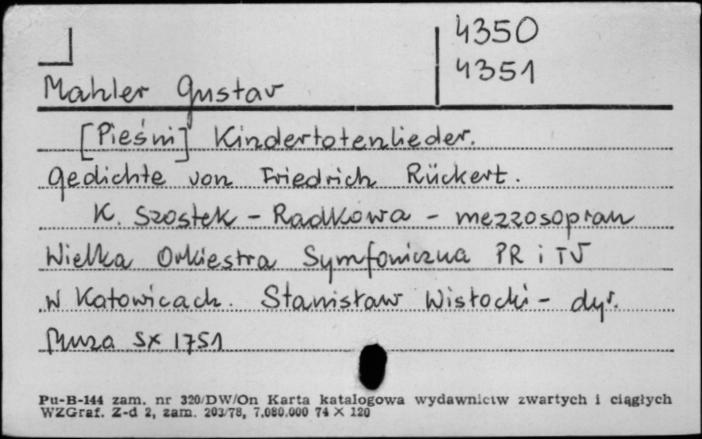 4350
4351
Mahler Gustav
[Pieśni] Kindertotenlieder.
Gedichte von Friedrich Rückert.
K. Szostek - Radkowa - mezzosopran
Wielka Orkiestra Symfoniczna PR i TV
w Katowicach. Stanisław Wisłocki - dyr.
Muza SX 1751
Pu-B-144 zam. nr 320/DW/On Karta katalogowa wydawnictw zwartych i ciągłych
WZGraf. Z-d 2, zam. 203/78, 7.080.000 74 × 120